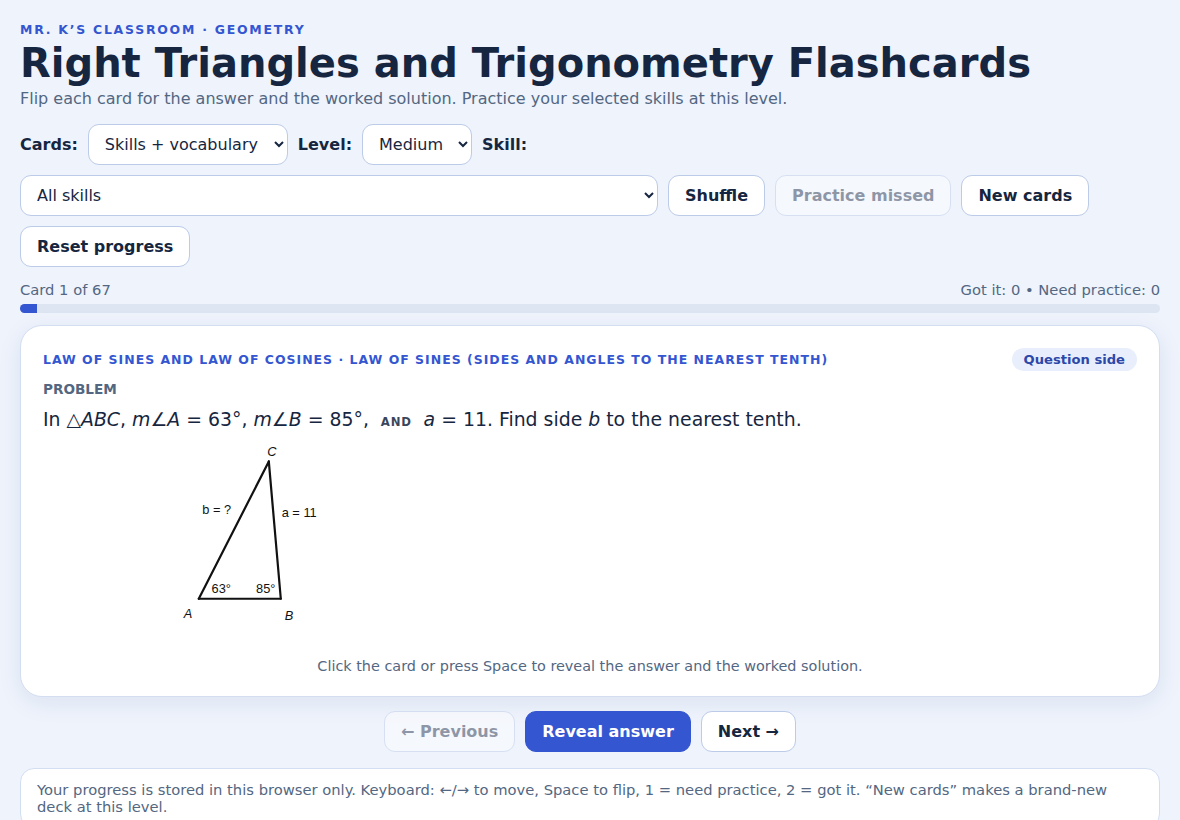 MR. K’S CLASSROOM · GEOMETRY
Right Triangles and Trigonometry Flashcards
Flip each card for the answer and the worked solution. Practice your selected skills at this level.
Cards: Skills + vocabulary Level: Medium Skill:
All skills Shuffle Practice missed New cards
Reset progress
Card 1 of 67 Got it: 0 • Need practice: 0
LAW OF SINES AND LAW OF COSINES · LAW OF SINES (SIDES AND ANGLES TO THE NEAREST TENTH) Question side
PROBLEM
In △ABC, m∠A = 63°, m∠B = 85°, AND a = 11. Find side b to the nearest tenth.
C
b = ? a = 11
63° 85°
A B
Click the card or press Space to reveal the answer and the worked solution.
← Previous Reveal answer Next →
Your progress is stored in this browser only. Keyboard: ←/→ to move, Space to flip, 1 = need practice, 2 = got it. “New cards” makes a brand-new
deck at this level.